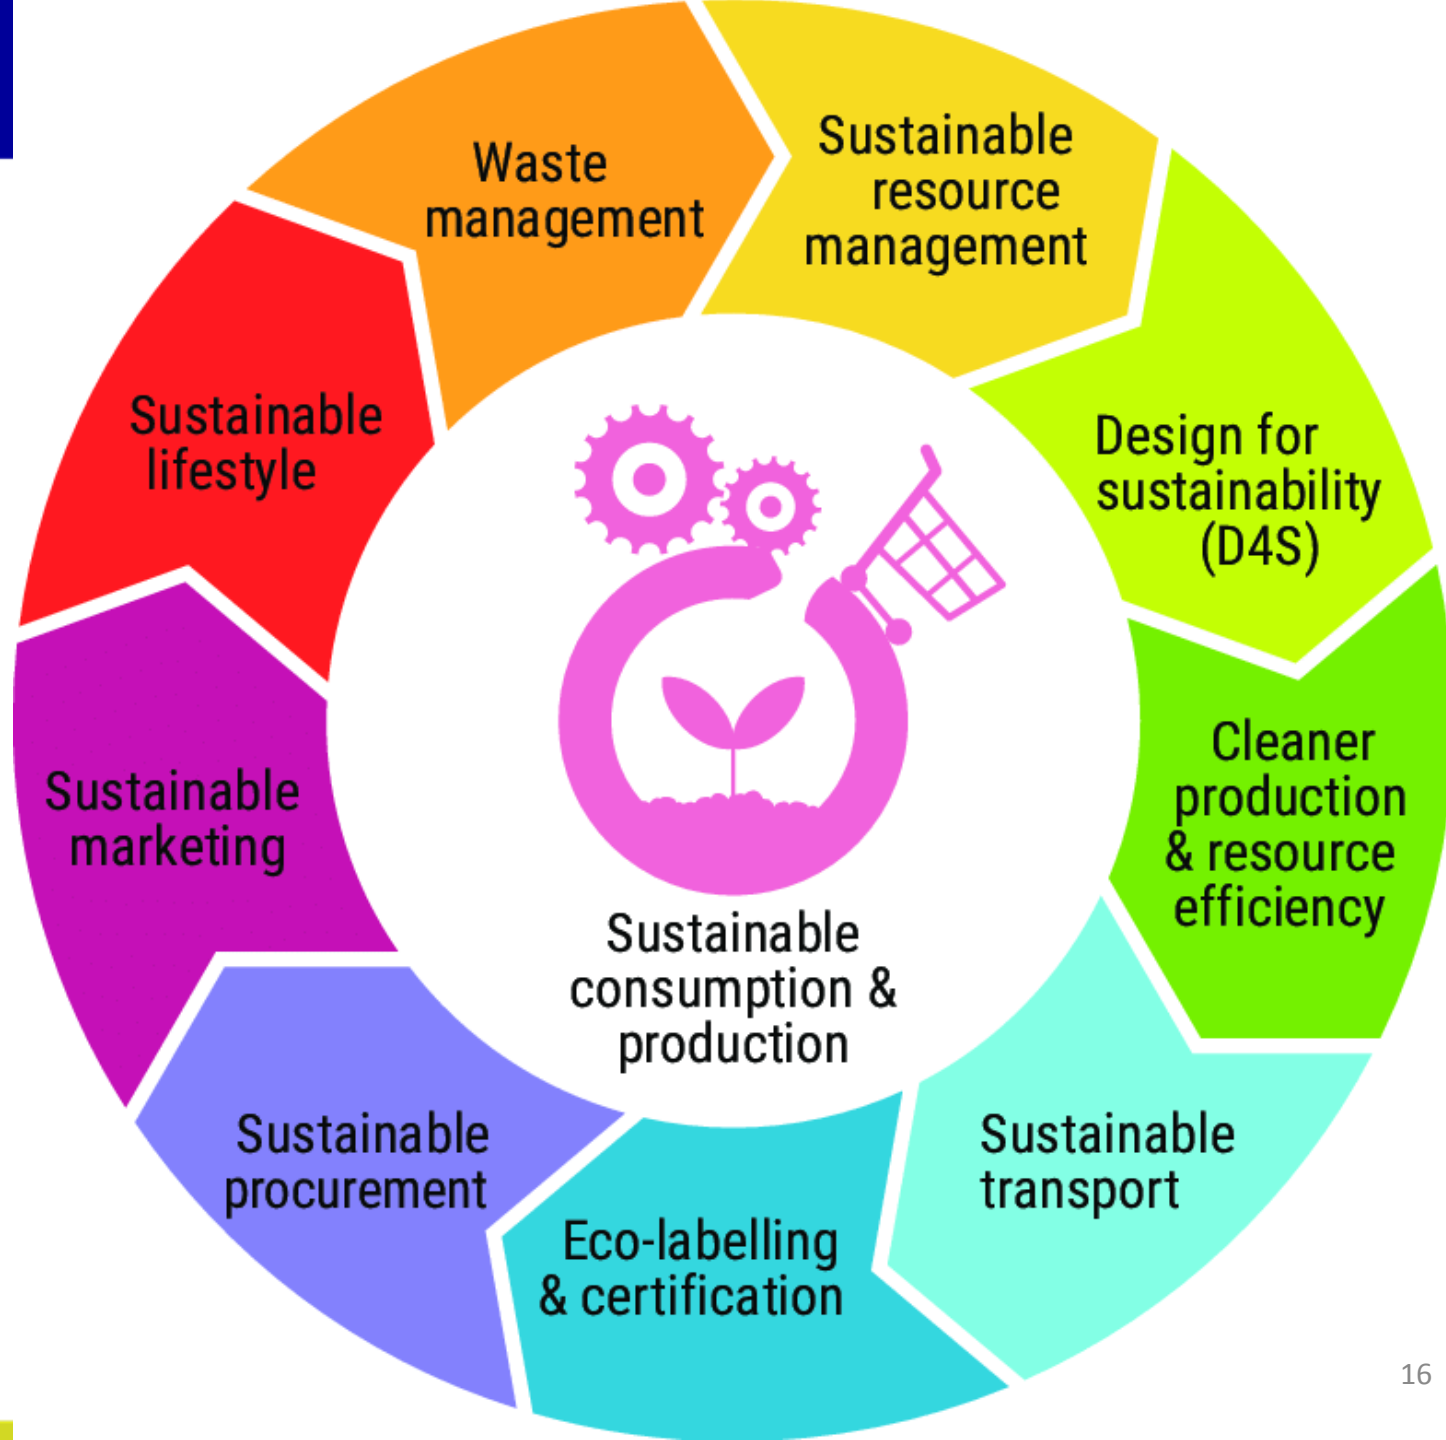 Waste
management
Sustainable
resource
management
Design for
sustainability
(D4S)
Cleaner
production
& resource
efficiency
Sustainable
transport
Eco-labelling
& certification
Sustainable
procurement
Sustainable
marketing
Sustainable
lifestyle
Sustainable
consumption &
production
16